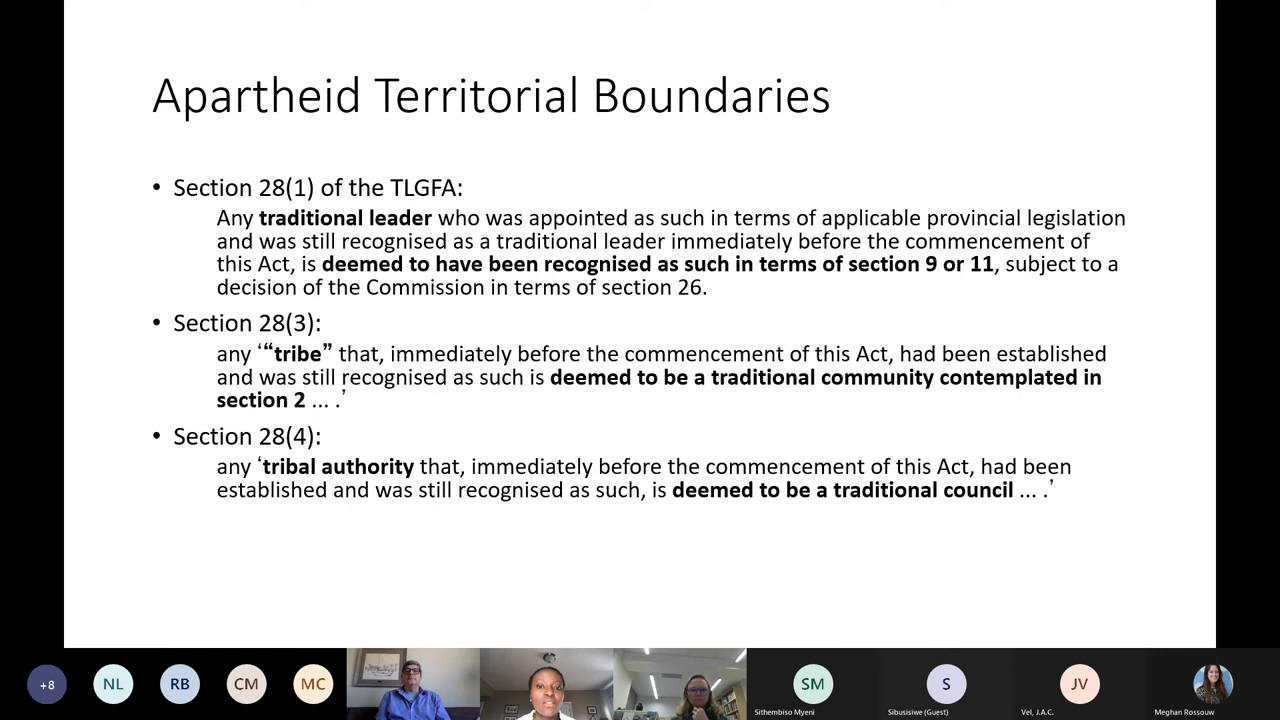 Apartheid Territorial Boundaries
• Section 28(1) of the TLGFA:
Any traditional leader who was appointed as such in terms of applicable provincial legislation
and was still recognised as a traditional leader immediately before the commencement of
this Act, is deemed to have been recognised as such in terms of section 9 or 11, subject to a
decision of the Commission in terms of section 26.
• Section 28(3):
any ‘“tribe” that, immediately before the commencement of this Act, had been established
and was still recognised as such is deemed to be a traditional community contemplated in
section 2 ... .’
• Section 28(4):
any ‘tribal authority that, immediately before the commencement of this Act, had been
established and was still recognised as such, is deemed to be a traditional council ... .’
+8
NL
RB
CM
MC
SM
S
JV
Sithembiso Myeni
Sibusisiwe (Guest)
Vel, J.A.C.
Meghan Rossouw